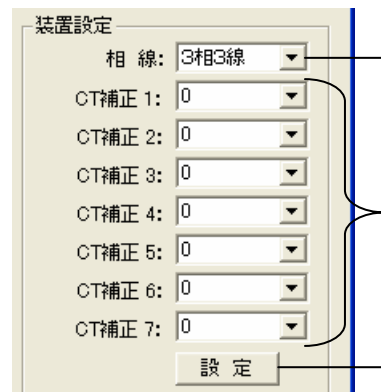 装置設定
相 線: 3相3線
CT補正 1: 0
CT補正 2: 0
CT補正 3: 0
CT補正 4: 0
CT補正 5: 0
CT補正 6: 0
CT補正 7: 0
設 定